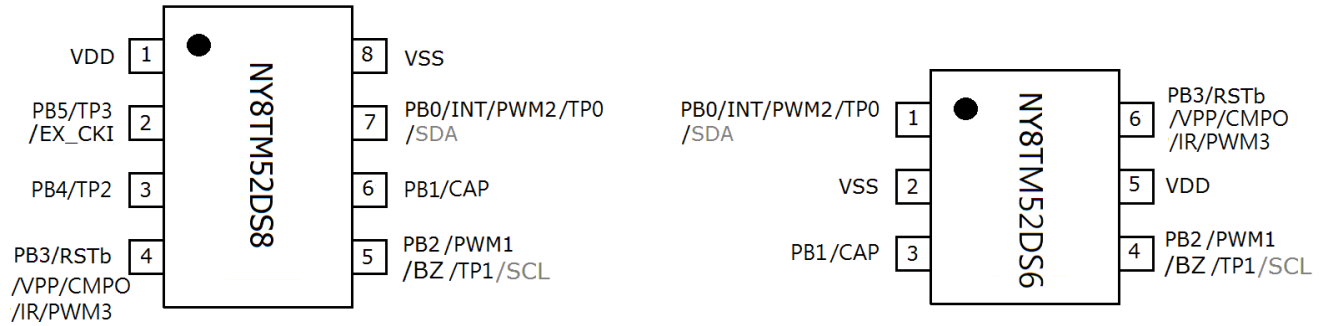 VDD 1
8 VSS
NY8TM52DS8
PB5/TP3
/EX_CKI
2
7
PB0/INT/PWM2/TP0
/SDA
PB4/TP2 3
6 PB1/CAP
PB3/RSTb
/VPP/CMPO
/IR/PWM3
4
5
PB2/PWM1
/BZ/TP1/SCL
PB0/INT/PWM2/TP0
/SDA
1
6
PB3/RSTb
/VPP/CMPO
/IR/PWM3
NY8TM52DS6
VSS 2
5 VDD
PB1/CAP 3
4
PB2/PWM1
/BZ/TP1/SCL